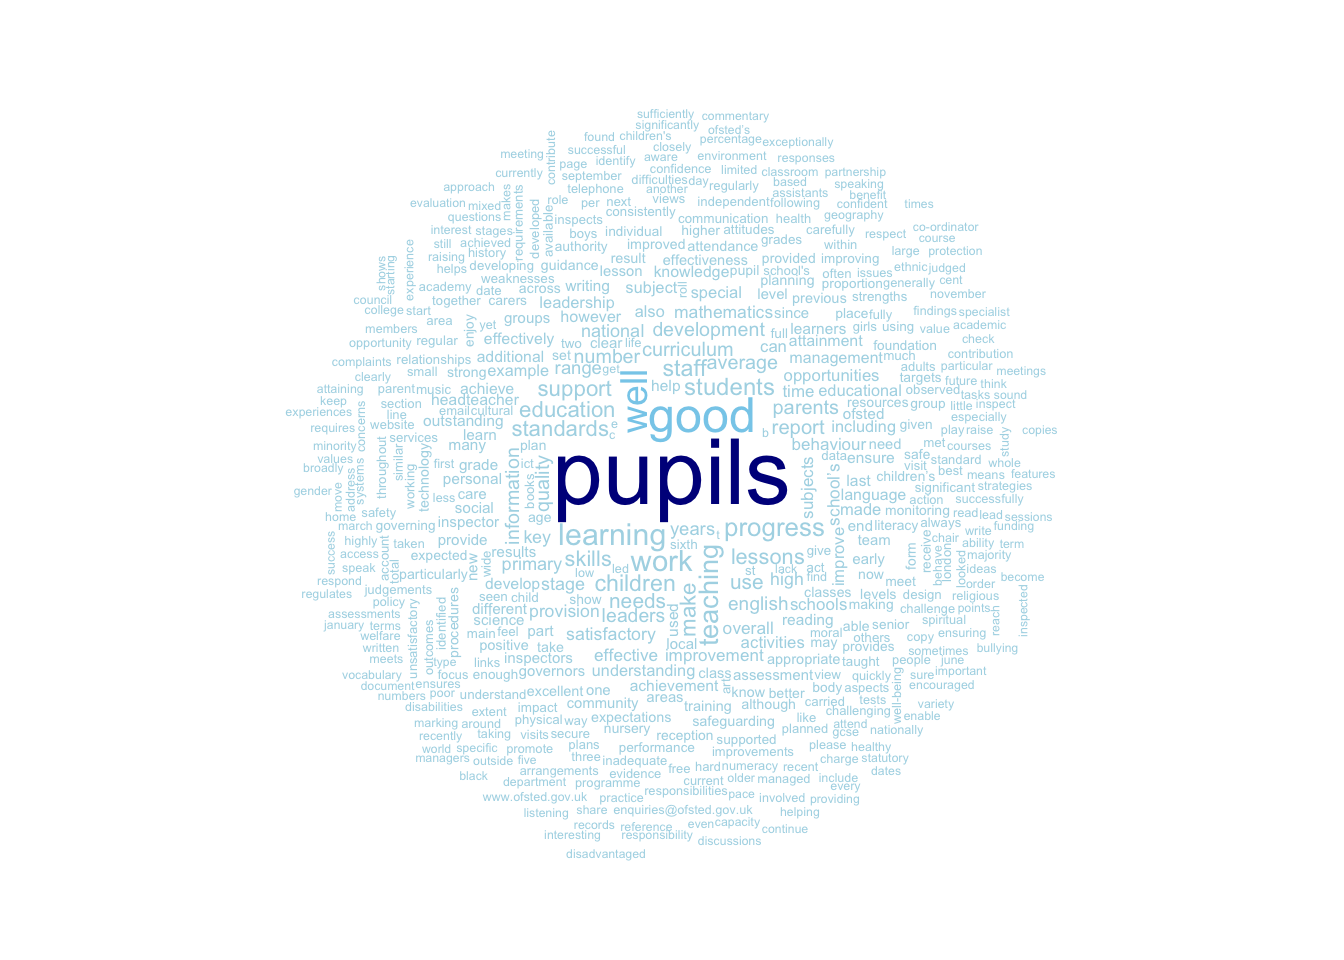 sufficiently commentary
significantly ofsted's
found children's percentage exceptionally
contribute
successful closely
meeting page identify aware environment responses
currently september confidence limited classroom partnership
approach telephone difficulties day based speaking
makes another regularly assistants benefit
evaluation mixed role per next views independent following confident times
questions requirements developed available inspects consistently communication health geography
interest stages boys individual higher attitudes carefully respect co-ordinator
still achieved authority improved attendance grades within large course protection
raising history result effectiveness provided improving
shows starting experience helps developing guidance lesson knowledge pupil school's often issues ethnic judged
weaknesses roll planning proportion generally cent
academy date across writing subject special level previous strengths november
council together carers leadership
college start groups however also mathematics since place fully findings specialist
members area enjoy yet national development full learners girls using value academic
opportunity regular effectively two clear life can attainment foundation check
complaints relationships additional set number curriculum management much contribution
clearly small strong example range get staff average opportunities adults particular meetings
attaining parent music achieve support well help students time educational targets future think
keep headteacher observed tasks sound
experiences section email cultural education good parents resources group little inspect
requires line website outstanding standards e c b report including ofsted given especially
minority concerns services learn play raise copies
values throughout similar many plan behaviour need met courses study
broadly systems technology first grade ict pupils data ensure safe standard whole
gender move address working personal information books quality subjects school's last visit children's best means features
less care language significant action successfully
home safety social age made monitoring read lead sessions
march governing inspector key learning years t progress end literacy always write funding
highly taken provide sixth team chair ability term
success access account total expected results skills led work teaching lessons give improve early form receive behave london looked majority
speak particularly new wide primary low st lack act find now ideas
respond develop stage children use high meet order become
regulates judgements seen child show needs make classes levels design religious
policy different provision leaders used english schools making challenge points reach inspected
assessments identified procedures science
january terms main feel part satisfactory local overall reading able senior spiritual
welfare unsatisfactory outcomes positive take activities moral may others copy ensuring
written type links inspectors effective improvement appropriate provides sometimes bullying
meets focus enough governors understanding class taught people june
vocabulary ensures assessment view quickly sure important
document achievement art body aspects well-being encouraged
numbers poor understand excellent one areas know better
disabilities extent impact community training although carried tests variety
marking around physical way expectations safeguarding like challenging enable
recently taking visits secure nursery reception planned attend gcse nationally
world specific promote plans performance supported please healthy
managers outside five three inadequate improvements charge statutory
black arrangements evidence free hard numeracy recent dates
department programme current older managed include
responsibilities every
www.ofsted.gov.uk practice pace involved providing
listening share enquiries@ofsted.gov.uk helping
records reference even capacity continue
interesting responsibility discussions
disadvantaged